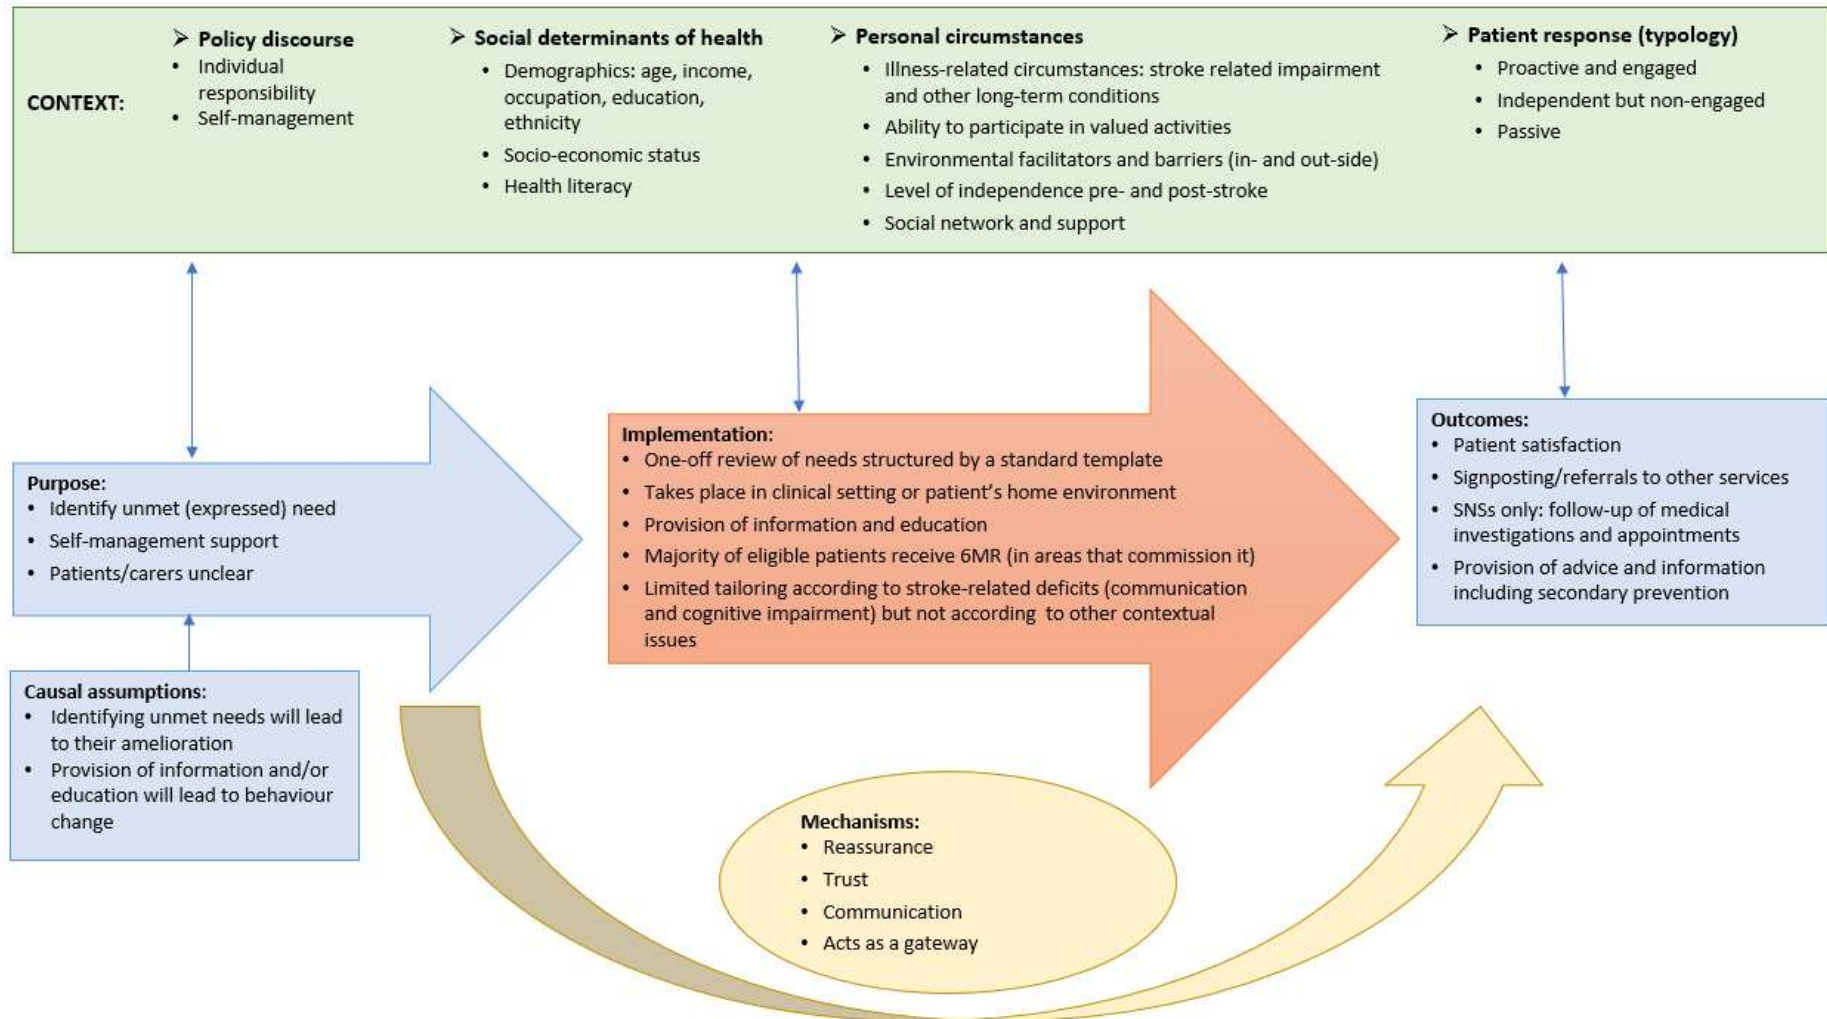 CONTEXT:
➢ Policy discourse
• Individual
responsibility
• Self-management
➢ Social determinants of health
• Demographics: age, income,
occupation, education,
ethnicity
• Socio-economic status
• Health literacy
➢ Personal circumstances
• Illness-related circumstances: stroke related impairment
and other long-term conditions
• Ability to participate in valued activities
• Environmental facilitators and barriers (in- and out-side)
• Level of independence pre- and post-stroke
• Social network and support
➢ Patient response (typology)
• Proactive and engaged
• Independent but non-engaged
• Passive
Purpose:
• Identify unmet (expressed) need
• Self-management support
• Patients/carers unclear
Causal assumptions:
• Identifying unmet needs will lead
to their amelioration
• Provision of information and/or
education will lead to behaviour
change
Implementation:
• One-off review of needs structured by a standard template
• Takes place in clinical setting or patient's home environment
• Provision of information and education
• Majority of eligible patients receive 6MR (in areas that commission it)
• Limited tailoring according to stroke-related deficits (communication
and cognitive impairment) but not according to other contextual
issues
Outcomes:
• Patient satisfaction
• Signposting/referrals to other services
• SNSs only: follow-up of medical
investigations and appointments
• Provision of advice and information
including secondary prevention
Mechanisms:
• Reassurance
• Trust
• Communication
• Acts as a gateway